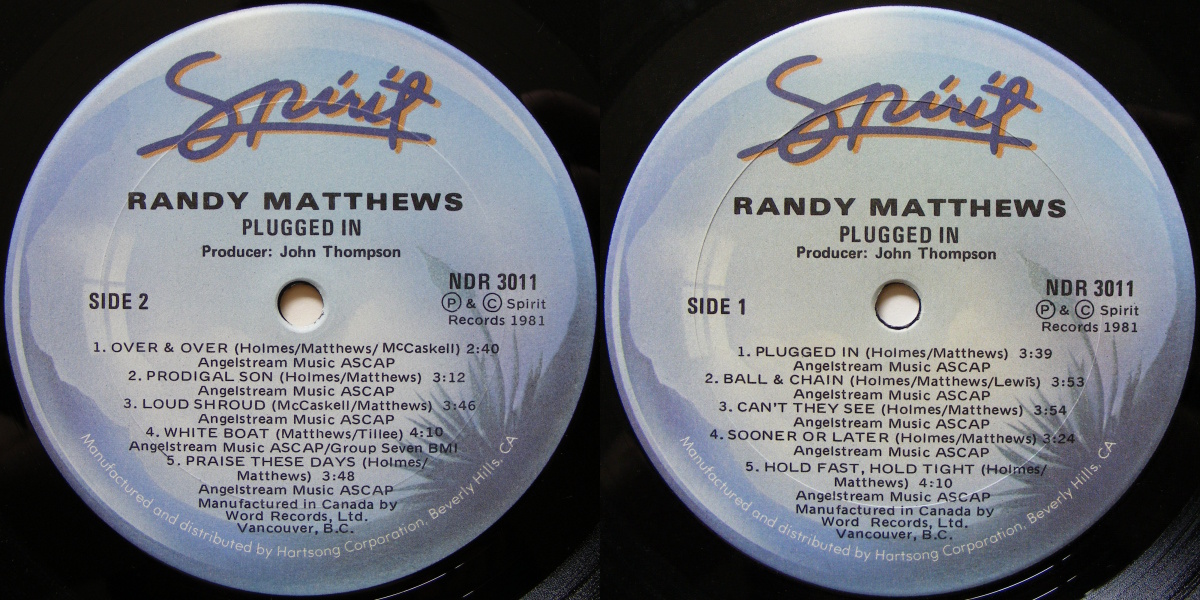 Spirit
RANDY MATTHEWS
PLUGGED IN
Producer: John Thompson
SIDE 2
NDR 3011
Ⓟ & © Spirit
Records 1981
1. OVER & OVER (Holmes/Matthews/ McCaskell) 2:40
Angelstream Music ASCAP
2. PRODIGAL SON (Holmes/Matthews) 3:12
Angelstream Music ASCAP
3. LOUD SHROUD (McCaskell/Matthews) 3:46
Angelstream Music ASCAP
4. WHITE BOAT (Matthews/Tillee) 4:10
Angelstream Music ASCAP/Group Seven BMI
5. PRAISE THESE DAYS (Holmes/
Matthews) 3:48
Angelstream Music ASCAP
Manufactured in Canada by
Word Records, Ltd.
Vancouver, B.C.
Manufactured and distributed by Hartsong Corporation, Beverly Hills, CA
Spirit
RANDY MATTHEWS
PLUGGED IN
Producer: John Thompson
SIDE 1
NDR 3011
Ⓟ & © Spirit
Records 1981
1. PLUGGED IN (Holmes/Matthews) 3:39
Angelstream Music ASCAP
2. BALL & CHAIN (Holmes/Matthews/Lewis) 3:53
Angelstream Music ASCAP
3. CAN'T THEY SEE (Holmes/Matthews) 3:54
Angelstream Music ASCAP
4. SOONER OR LATER (Holmes/Matthews) 3:24
Angelstream Music ASCAP
5. HOLD FAST, HOLD TIGHT (Holmes/
Matthews) 4:10
Angelstream Music ASCAP
Manufactured in Canada by
Word Records, Ltd.
Vancouver, B.C.
Manufactured and distributed by Hartsong Corporation, Beverly Hills, CA